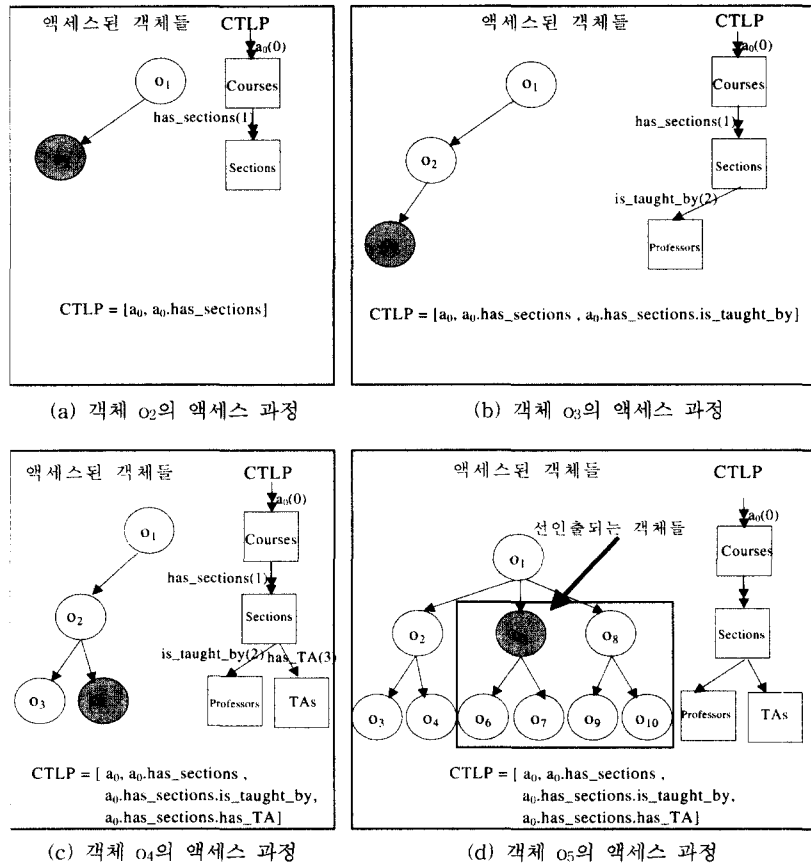 액세스된 객체들 CTLP
a₀(0)
o₁
Courses
has_sections(1)
Sections
CTLP = [a₀, a₀.has_sections]
(a) 객체 o₂의 액세스 과정
액세스된 객체들 CTLP
a₀(0)
o₁
Courses
has_sections(1)
o₂
Sections
is_taught_by(2)
Professors
CTLP = [a₀, a₀.has_sections , a₀.has_sections.is_taught_by]
(b) 객체 o₃의 액세스 과정
액세스된 객체들 CTLP
a₀(0)
o₁
Courses
has_sections(1)
o₂
Sections
is_taught_by(2) has_TA(3)
o₃
Professors TAs
CTLP = [ a₀, a₀.has_sections ,
a₀.has_sections.is_taught_by,
a₀.has_sections.has_TA]
(c) 객체 o₄의 액세스 과정
액세스된 객체들 CTLP
a₀(0)
선인출되는 객체들
o₁
Courses
o₂ o₈
Sections
o₃ o₄ o₆ o₇ o₉ o₁₀
Professors TAs
CTLP = [ a₀, a₀.has_sections ,
a₀.has_sections.is_taught_by,
a₀.has_sections.has_TA]
(d) 객체 o₅의 액세스 과정